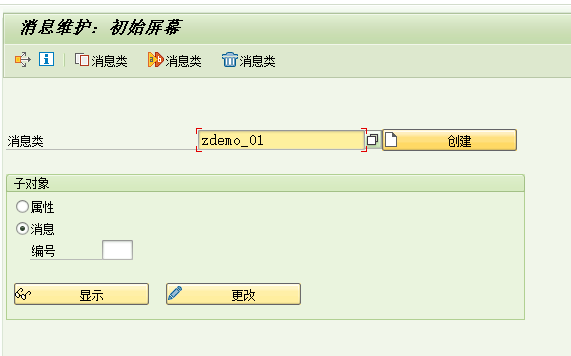 消息维护: 初始屏幕
消息类 消息类 消息类
消息类 zdemo_01 创建
子对象
属性
消息
编号
显示 更改